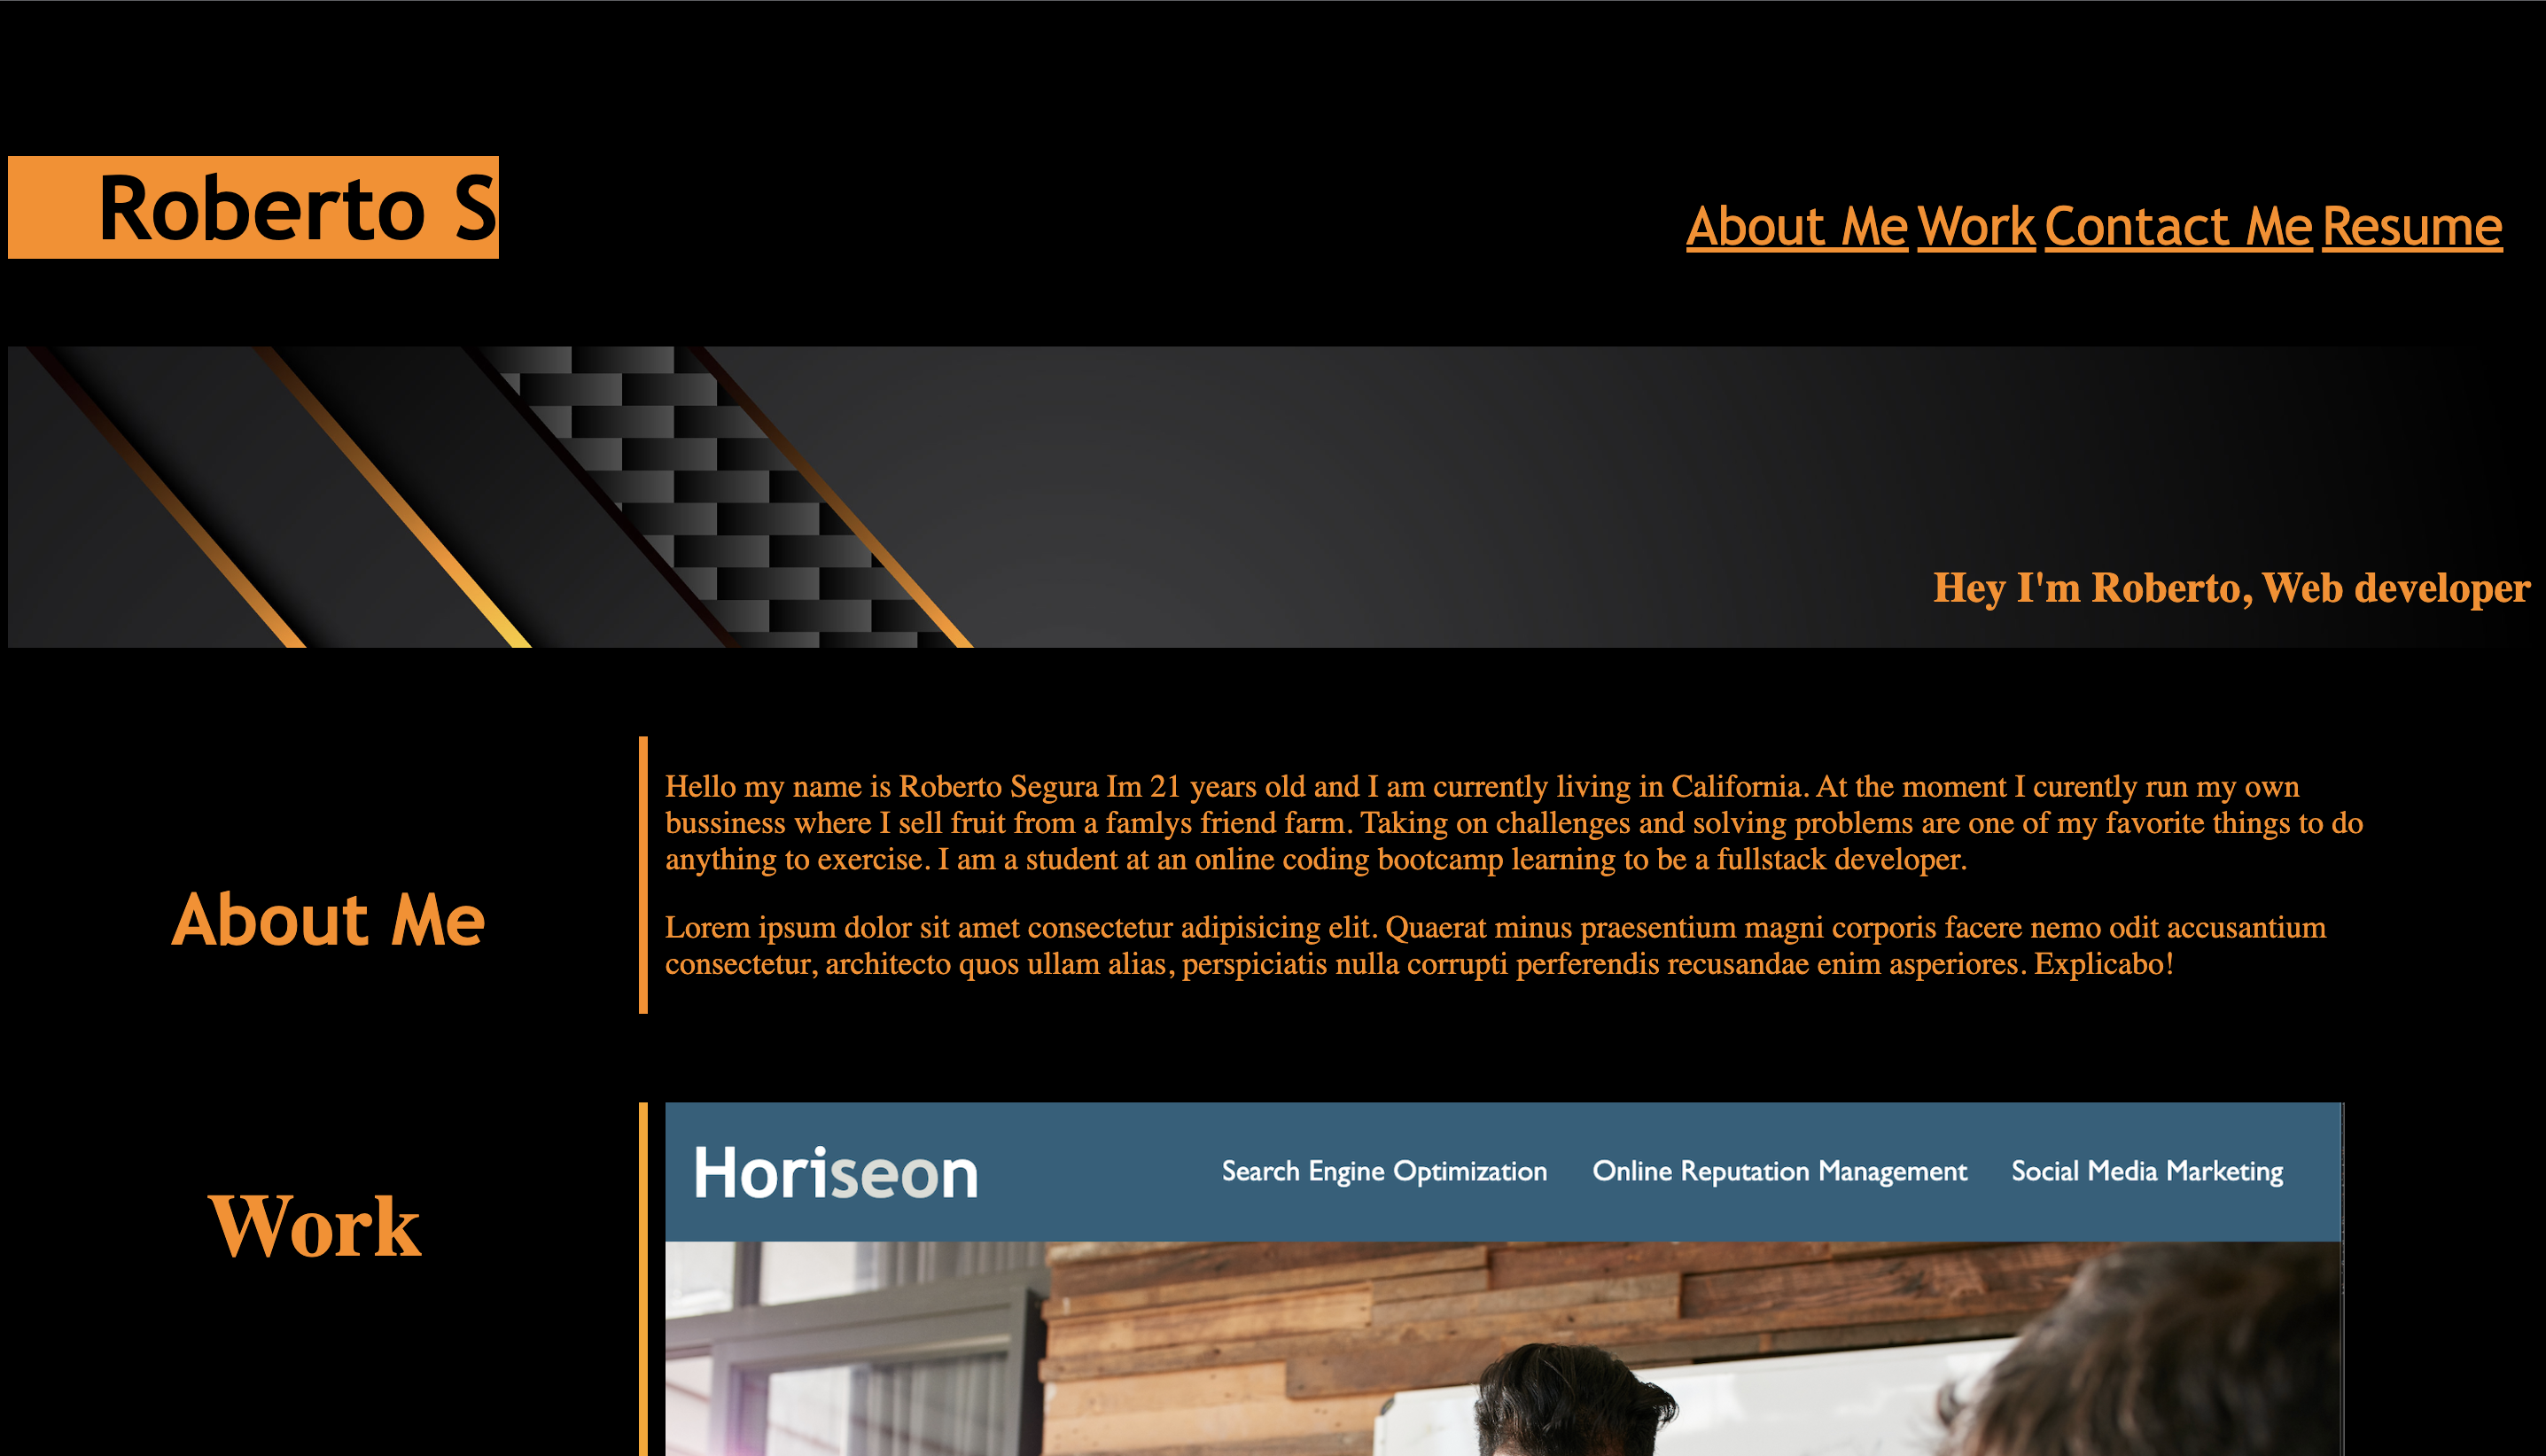 Roberto S
About Me Work Contact Me Resume
Hey I'm Roberto, Web developer
About Me
Hello my name is Roberto Segura Im 21 years old and I am currently living in California. At the moment I curently run my own
bussiness where I sell fruit from a famlys friend farm. Taking on challenges and solving problems are one of my favorite things to do
anything to exercise. I am a student at an online coding bootcamp learning to be a fullstack developer.
Lorem ipsum dolor sit amet consectetur adipisicing elit. Quaerat minus praesentium magni corporis facere nemo odit accusantium
consectetur, architecto quos ullam alias, perspiciatis nulla corrupti perferendis recusandae enim asperiores. Explicabo!
Work
Horiseon
Search Engine Optimization Online Reputation Management Social Media Marketing